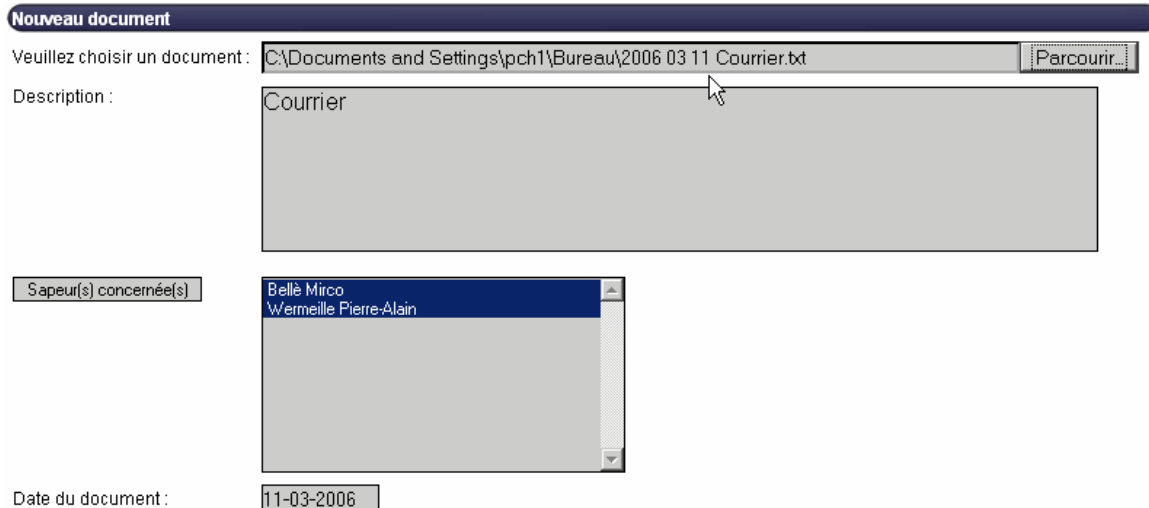 Nouveau document
Veuillez choisir un document : C:\Documents and Settings\pch1\Bureau\2006 03 11 Courrier.txt Parcourir...
Description : Courrier
Sapeur(s) concernée(s) Bellè Mirco
Wermeille Pierre-Alain
Date du document : 11-03-2006